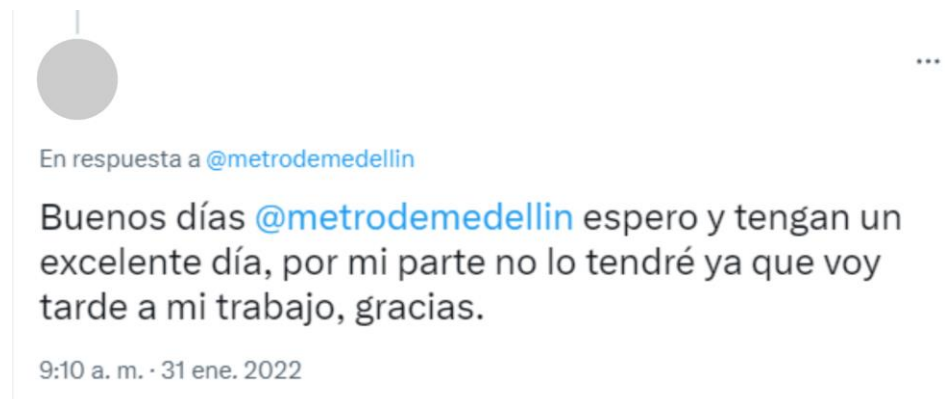 En respuesta a @metrodemedellin
Buenos días @metrodemedellin espero y tengan un
excelente día, por mi parte no lo tendré ya que voy
tarde a mi trabajo, gracias.
9:10 a. m. · 31 ene. 2022